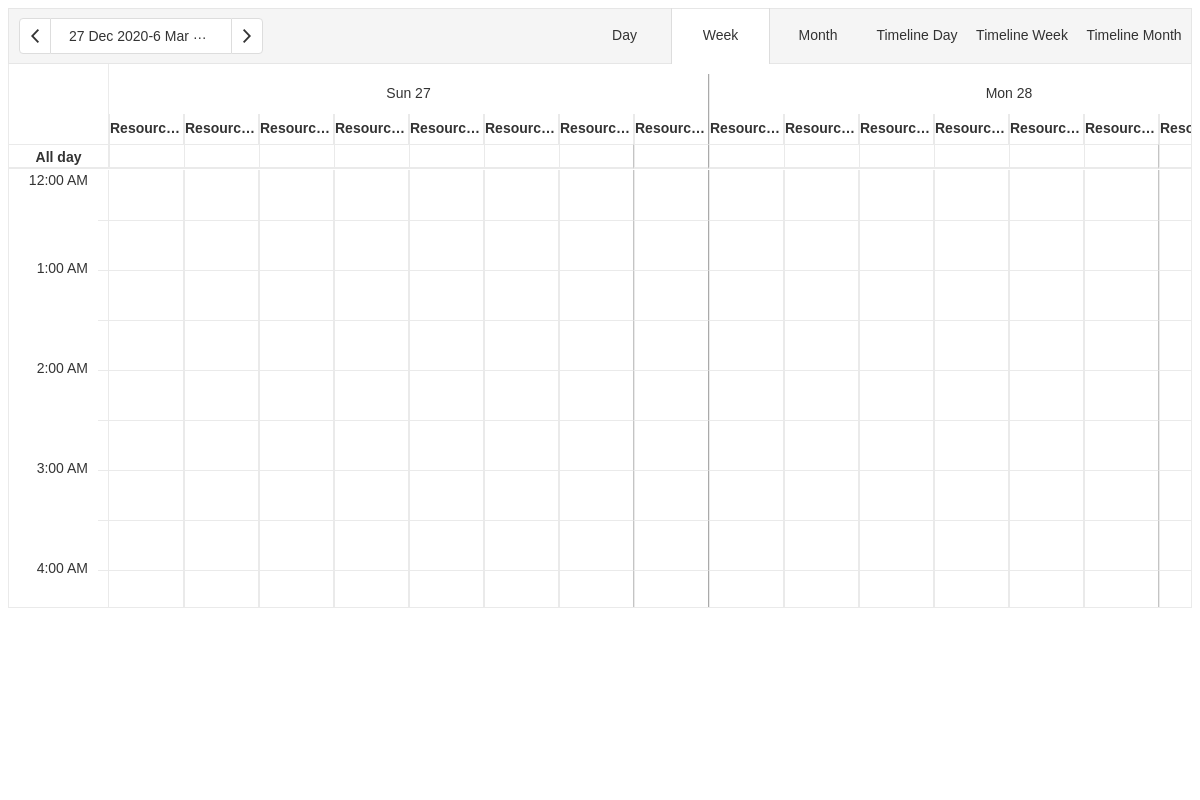 27 Dec 2020-6 Mar ...
Day
Week
Month
Timeline Day
Timeline Week
Timeline Month
Sun 27
Mon 28
Resourc... Resourc... Resourc... Resourc... Resourc... Resourc... Resourc... Resourc... Resourc... Resourc... Resourc... Resourc... Resourc... Resourc... Resc
All day
12:00 AM
1:00 AM
2:00 AM
3:00 AM
4:00 AM